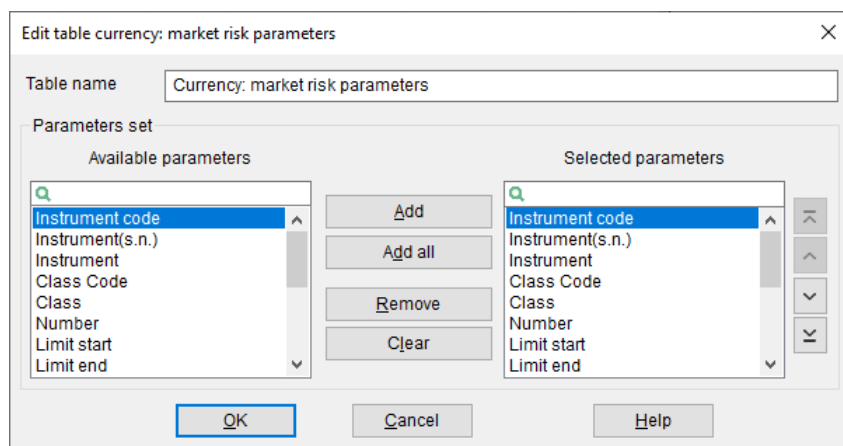 Edit table currency: market risk parameters
Table name
Currency: market risk parameters
Parameters set
Available parameters
Selected parameters
Instrument code
Instrument(s.n.)
Instrument
Class Code
Class
Number
Limit start
Limit end
Add
Add all
Remove
Clear
Instrument code
Instrument(s.n.)
Instrument
Class Code
Class
Number
Limit start
Limit end
OK
Cancel
Help